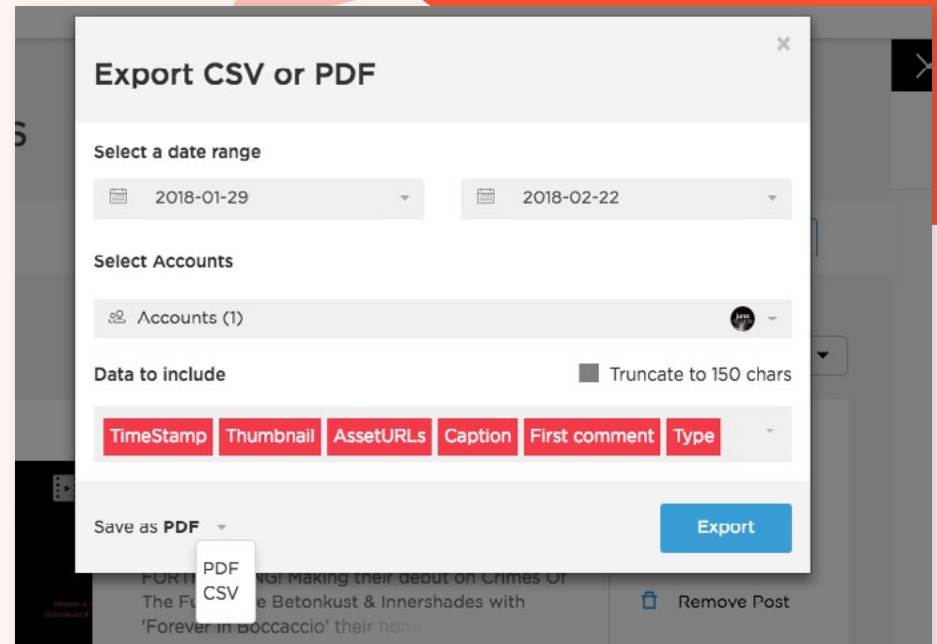 Export CSV or PDF
Select a date range
2018-01-29 2018-02-22
Select Accounts
Accounts (1)
Data to include Truncate to 150 chars
TimeStamp Thumbnail AssetURLs Caption First comment Type
Save as PDF Export
PDF
CSV
Making their debut on Crimes Of
The Betonkust & Innershades with
'Forever in Boccaccio' their
Remove Post